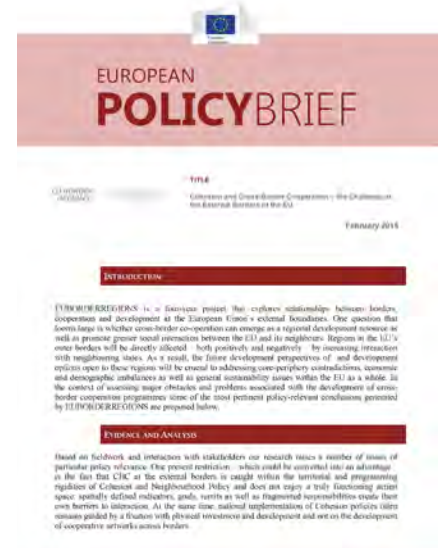 EUROPEAN
POLICYBRIEF
TITLE
Cohesion and Cross-Border Cooperation – the Challenges at
the External Borders of the EU
February 2015
INTRODUCTION
EUBORDERREGIONS is a four-year project that explores relationships between borders,
cooperation and development at the European Union's external boundaries. One question that
looms large is whether cross-border co-operation can emerge as a regional development resource as
well as promote greater social interaction between the EU and its neighbours. Regions in the EU's
outer borders will be directly affected – both positively and negatively – by increasing interaction
with neighbouring states. As a result, the future development perspectives of and development
options open to these regions will be crucial to addressing core-periphery contradictions, economic
and demographic imbalances as well as general sustainability issues within the EU as a whole. In
the context of assessing major obstacles and problems associated with the development of cross-
border cooperation programmes some of the most pertinent policy-relevant conclusions generated
by EUBORDERREGIONS are proposed below.
EVIDENCE AND ANALYSIS
Based on fieldwork and interaction with stakeholders our research raises a number of issues of
particular policy relevance. One present restriction – which could be converted into an advantage –
is the fact that CBC at the external borders is caught within the territorial and programming
rigidities of Cohesion and Neighbourhood Policy and does not enjoy a truly functioning action
space: spatially defined indicators, goals, remits as well as fragmented responsibilities create their
own barriers to interaction. At the same time, national implementation of Cohesion policies often
remains guided by a fixation with physical investment and development and not on the development
of cooperative networks across borders.